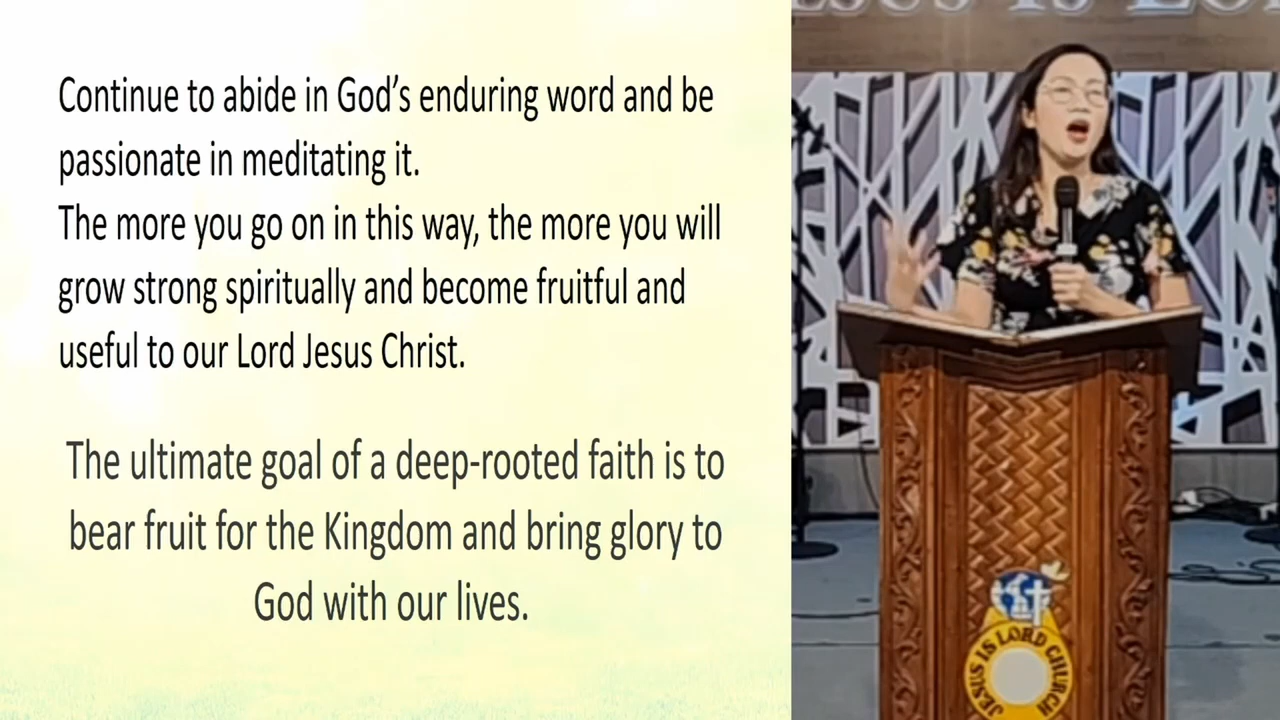 Continue to abide in God's enduring word and be
passionate in meditating it.
The more you go on in this way, the more you will
grow strong spiritually and become fruitful and
useful to our Lord Jesus Christ.
The ultimate goal of a deep-rooted faith is to
bear fruit for the Kingdom and bring glory to
God with our lives.
JESUS IS LORD
JESUS IS LORD CHURCH